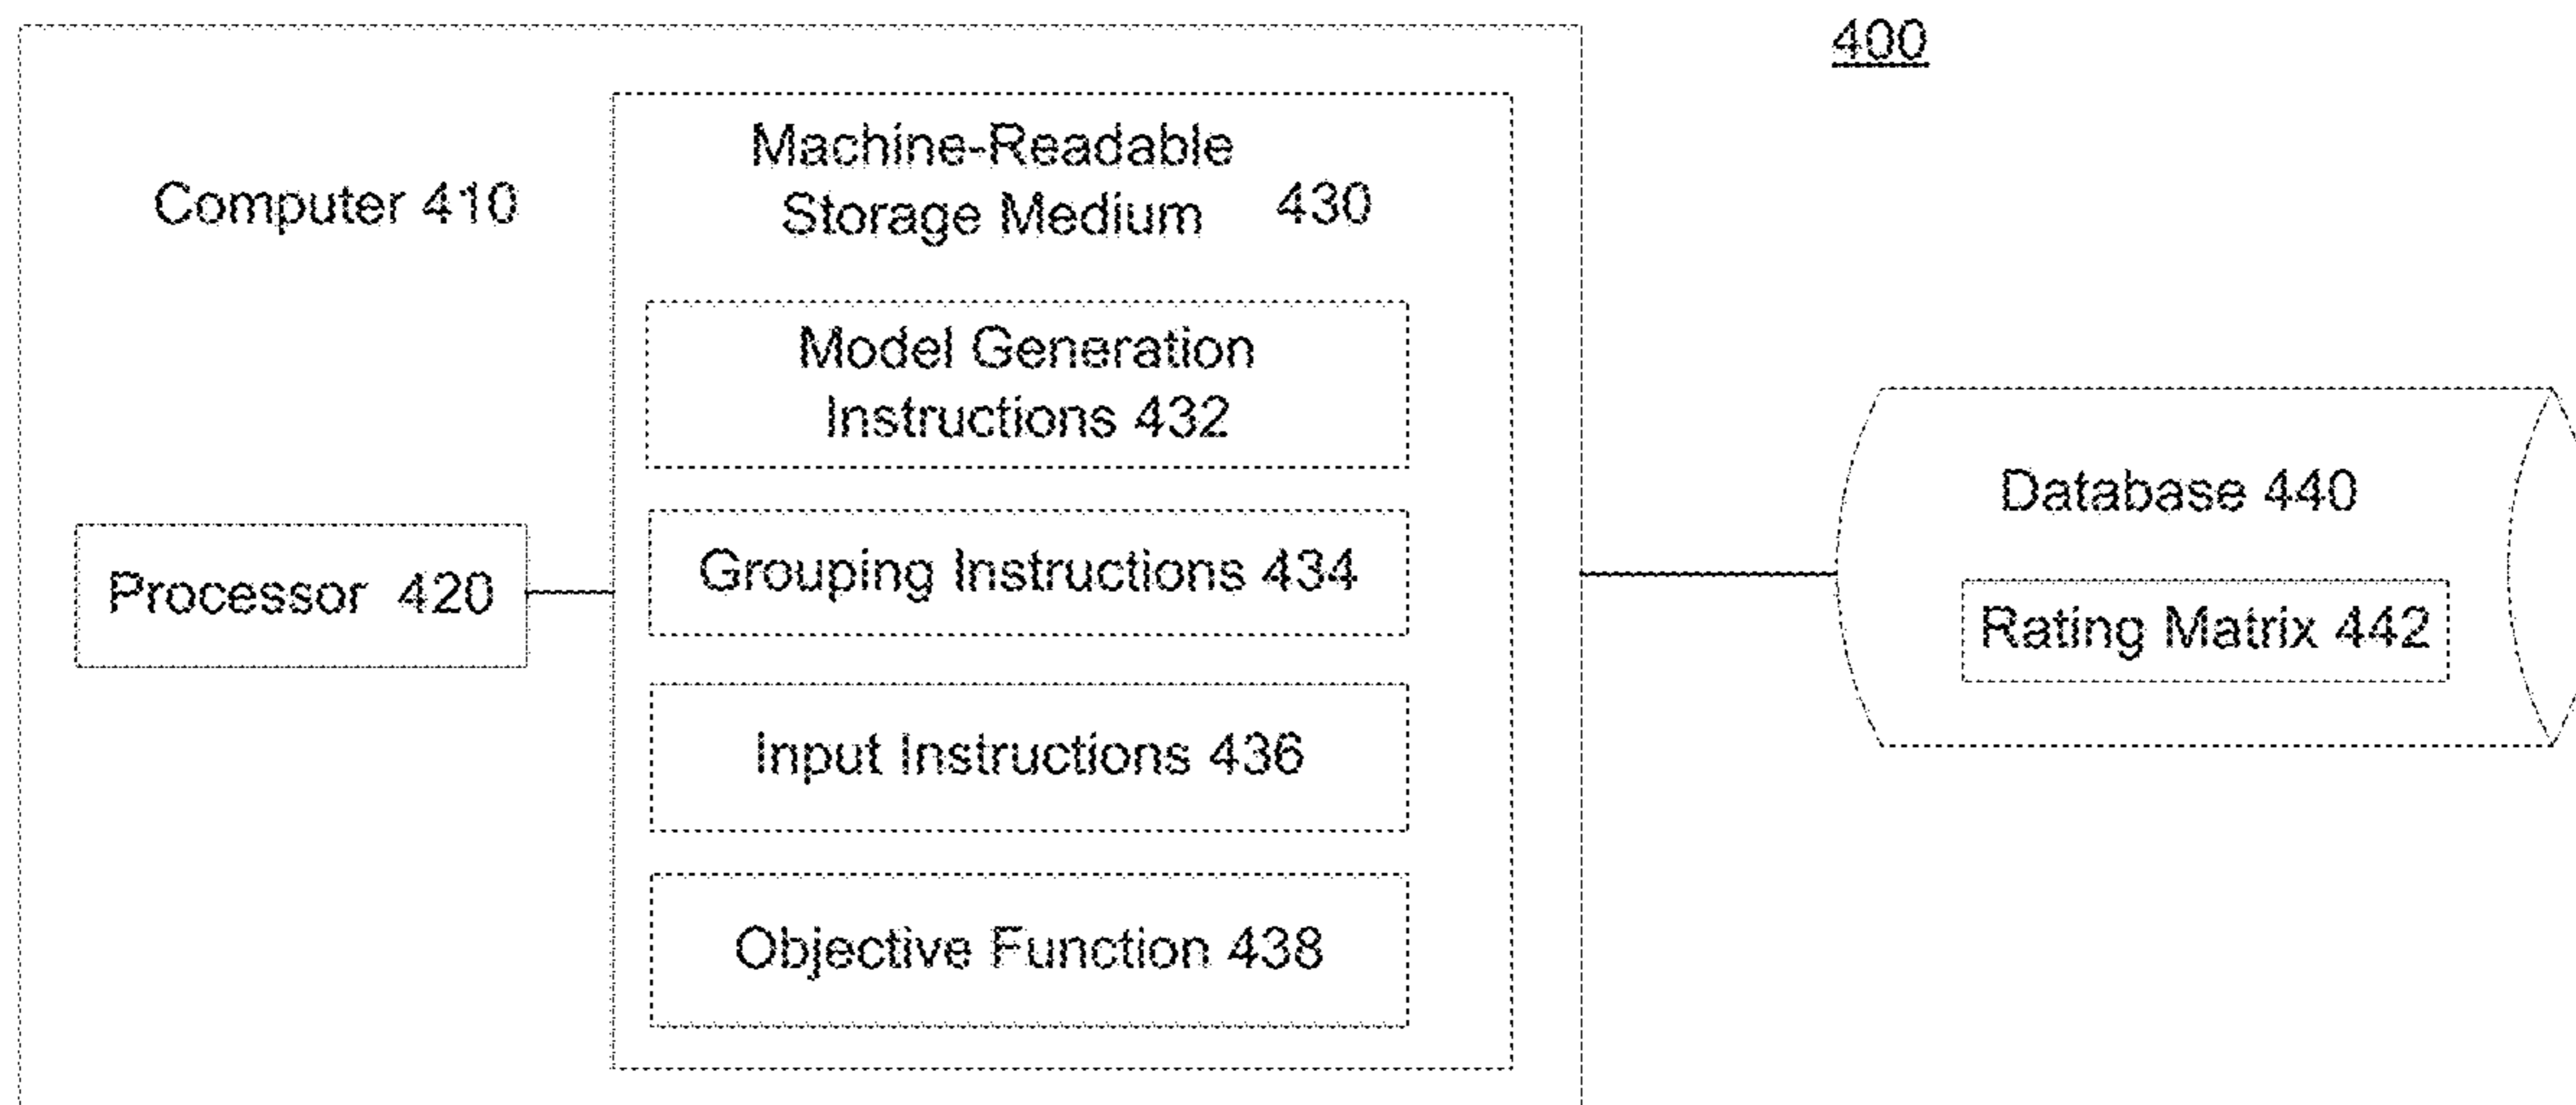 400
Machine-Readable
Storage Medium 430
Computer 410
Model Generation
Instructions 432
Grouping Instructions 434
Processor 420
Input Instructions 436
Objective Function 438
Database 440
Rating Matrix 442